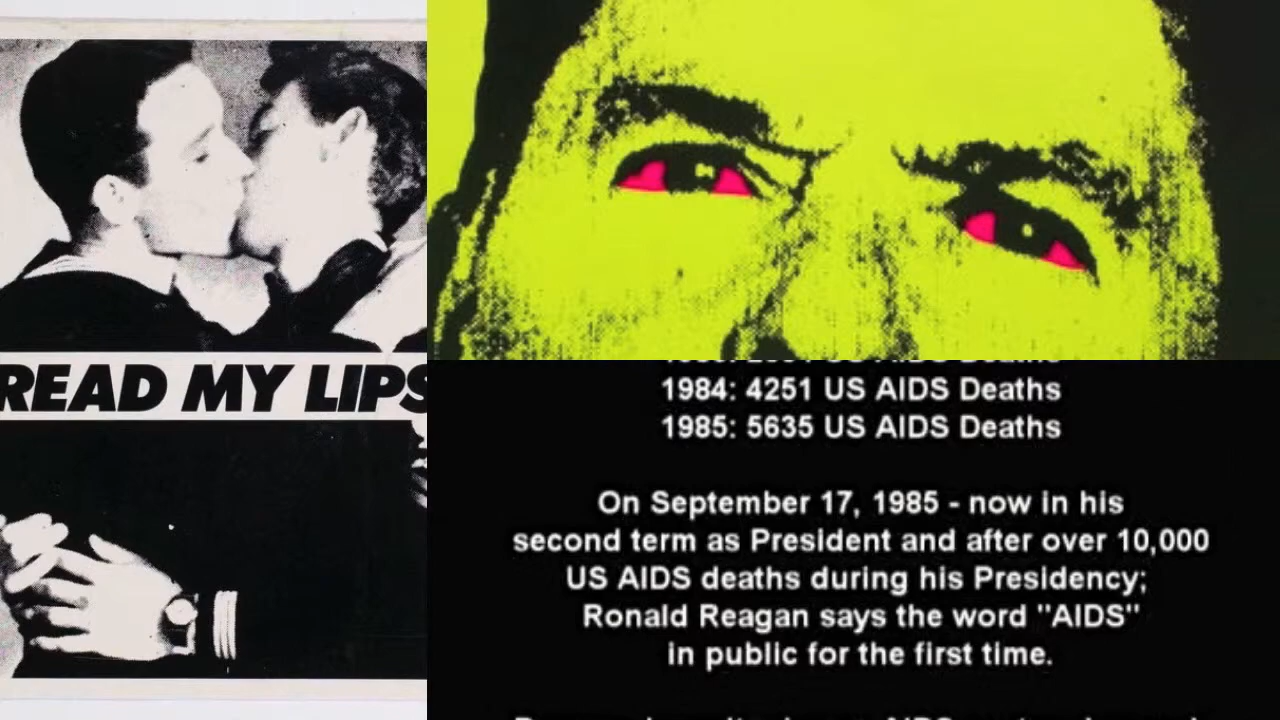 READ MY LIPS
1984: 4251 US AIDS Deaths
1985: 5635 US AIDS Deaths
On September 17, 1985 - now in his
second term as President and after over 10,000
US AIDS deaths during his Presidency;
Ronald Reagan says the word "AIDS"
in public for the first time.